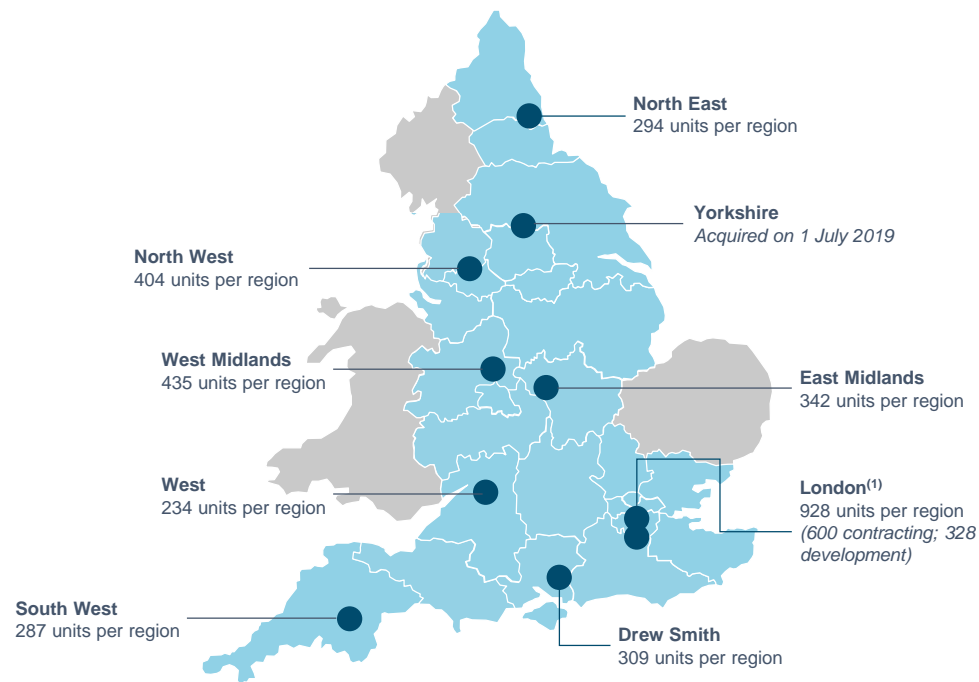 North East
294 units per region
Yorkshire
Acquired on 1 July 2019
North West
404 units per region
West Midlands
435 units per region
East Midlands
342 units per region
West
234 units per region
London(1)
928 units per region
(600 contracting; 328
development)
South West
287 units per region
Drew Smith
309 units per region